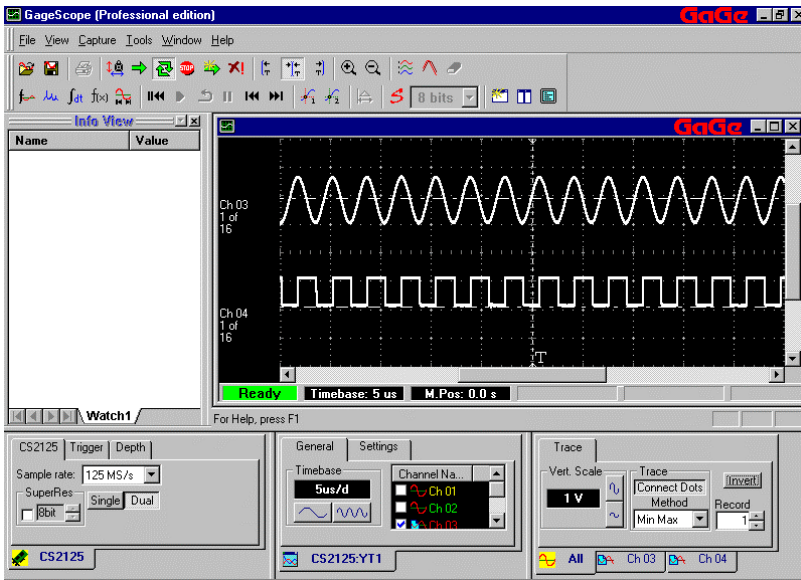 GageScope (Professional edition)
GaGe
File View Capture Tools Window Help
STOP
8 bits
∫dt f(x)
Info View
Name Value
GaGe
Ch 03
1 of
16
Ch 04
1 of
16
T
Ready Timebase: 5 us M.Pos: 0.0 s
Watch1
For Help, press F1
CS2125 Trigger Depth
Sample rate: 125 MS/s
SuperRes
8bit
Single Dual
CS2125
General Settings
Timebase
5us/d
Channel Na...
Ch 01
Ch 02
Ch 03
CS2125:YT1
Trace
Vert. Scale
1 V
Trace
Connect Dots
Method
Min Max
Invert
Record
1
All Ch 03 Ch 04